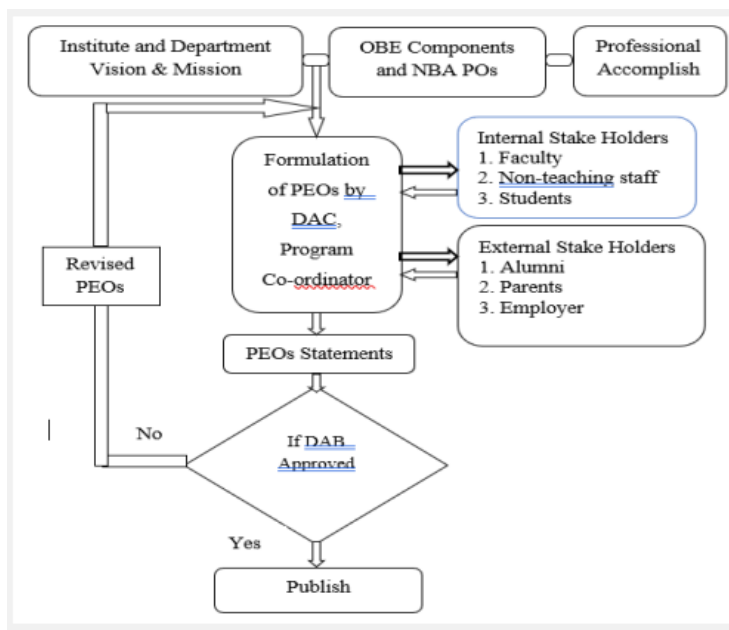 Institute and Department
Vision & Mission
OBE Components
and NBA POs
Professional
Accomplish
Formulation
of PEOs by
DAC,
Program
Co-ordinator
Internal Stake Holders
1. Faculty
2. Non-teaching staff
3. Students
External Stake Holders
1. Alumni
2. Parents
3. Employer
Revised
PEOs
PEOs Statements
If DAB
Approved
No
Yes
Publish